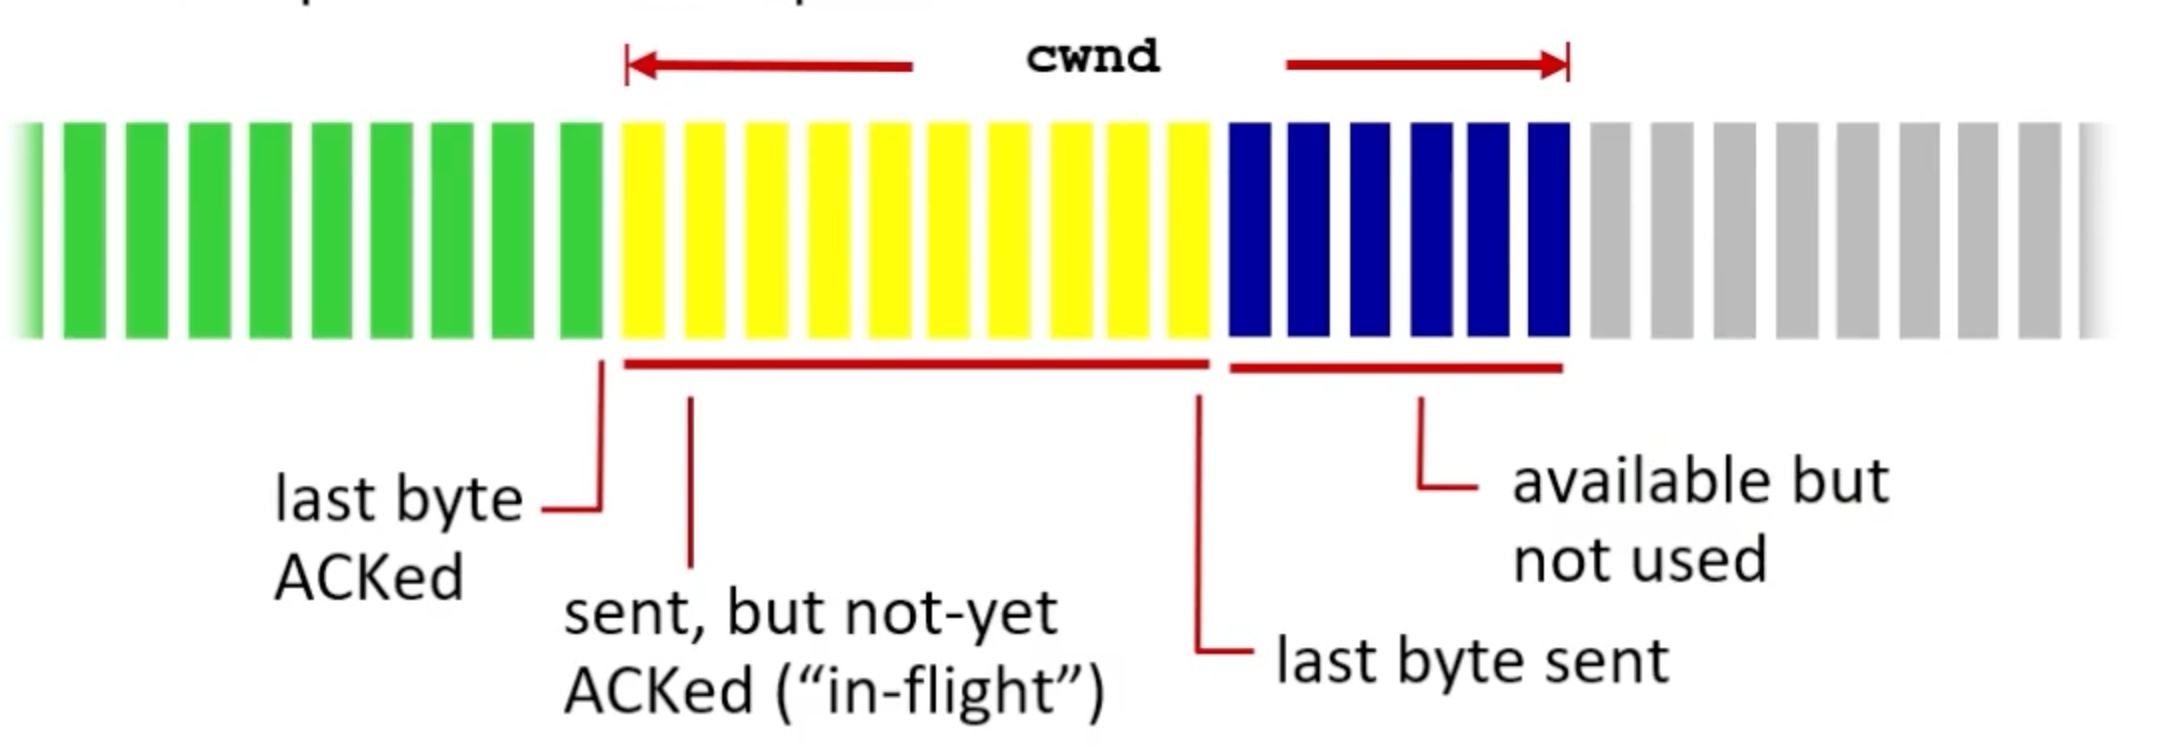 cwnd
last byte
ACKed
sent, but not-yet
ACKed (“in-flight”)
available but
not used
last byte sent